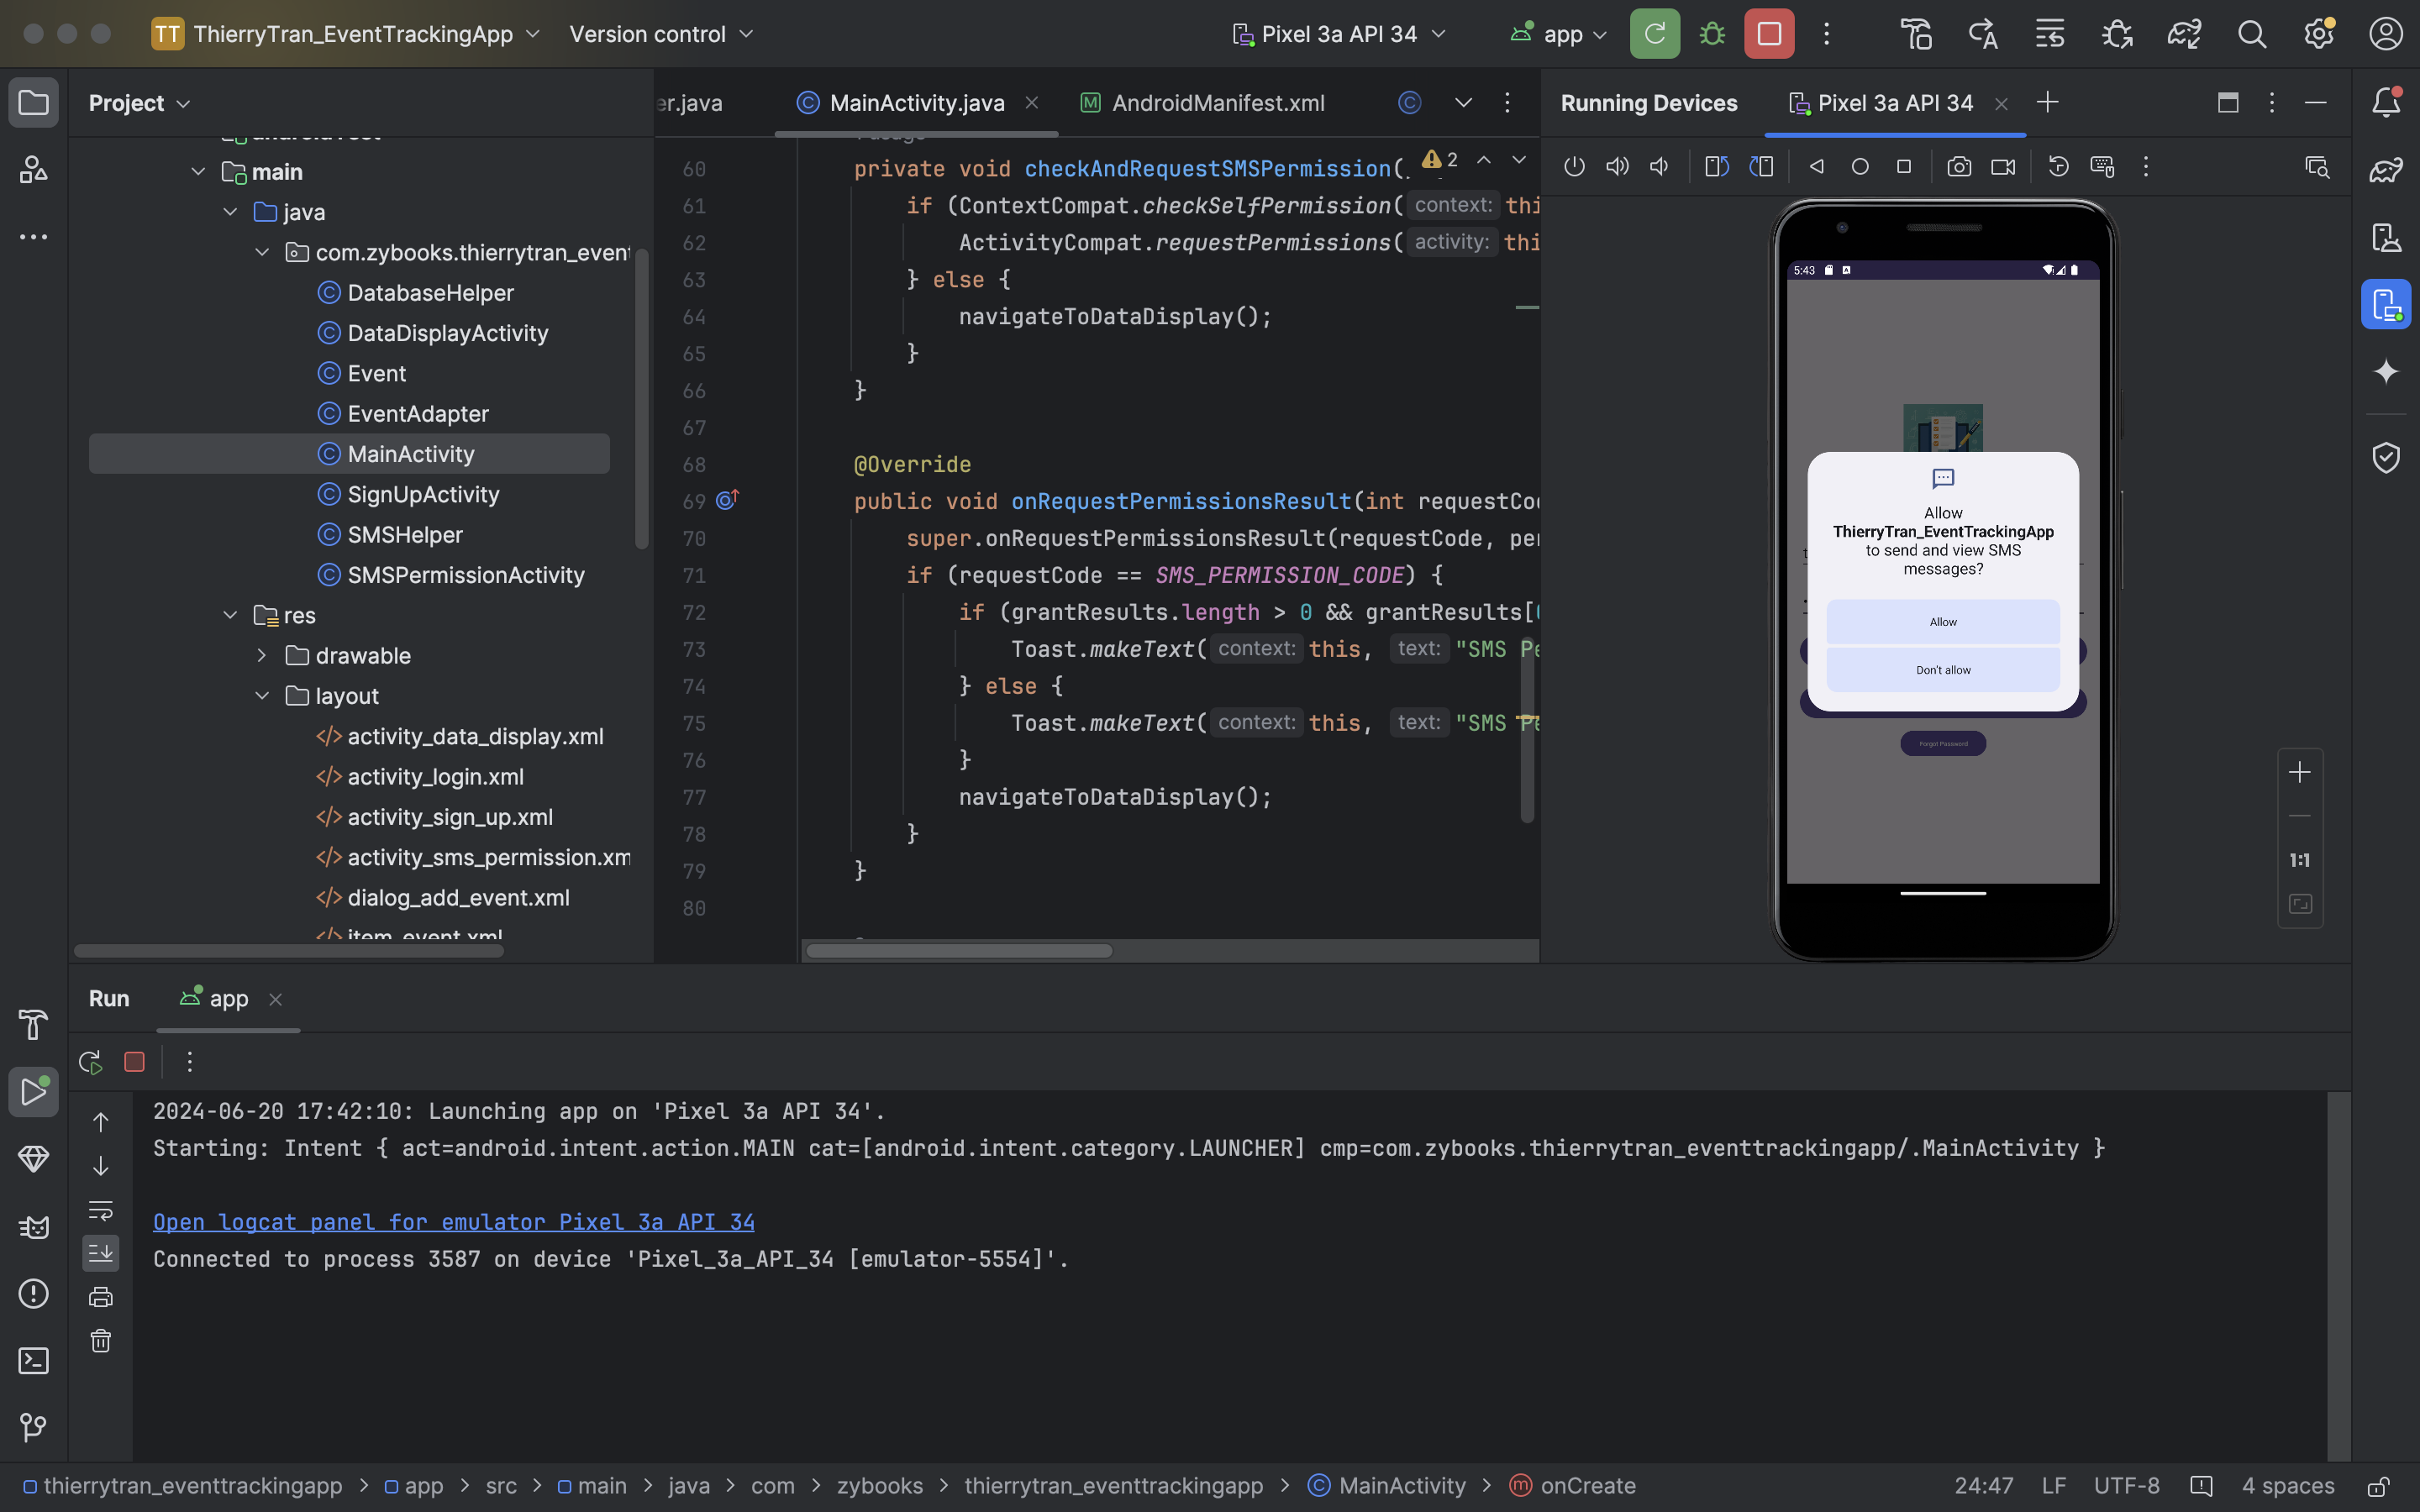 TT ThierryTran_EventTrackingApp Version control Pixel 3a API 34 app
Project
er.java MainActivity.java AndroidManifest.xml
Running Devices Pixel 3a API 34
main
java
com.zybooks.thierrytran_event
DatabaseHelper
DataDisplayActivity
Event
EventAdapter
MainActivity
SignUpActivity
SMSHelper
SMSPermissionActivity
res
drawable
layout
activity_data_display.xml
activity_login.xml
activity_sign_up.xml
activity_sms_permission.xm
dialog_add_event.xml
item_event.xml
2
60 private void checkAndRequestSMSPermission(
61 if (ContextCompat.checkSelfPermission( context: thi
62 ActivityCompat.requestPermissions( activity: thi
63 } else {
64 navigateToDataDisplay();
65 }
66 }
67
68 @Override
69 public void onRequestPermissionsResult(int requestCo
70 super.onRequestPermissionsResult(requestCode, per
71 if (requestCode == SMS_PERMISSION_CODE) {
72 if (grantResults.length > 0 && grantResults[
73 Toast.makeText( context: this, text: "SMS Pe
74 } else {
75 Toast.makeText( context: this, text: "SMS Pe
76 }
77 navigateToDataDisplay();
78 }
79 }
80
5:43
Allow
ThierryTran_EventTrackingApp
to send and view SMS
messages?
Allow
Don't allow
Forgot Password
1:1
Run app
2024-06-20 17:42:10: Launching app on 'Pixel 3a API 34'.
Starting: Intent { act=android.intent.action.MAIN cat=[android.intent.category.LAUNCHER] cmp=com.zybooks.thierrytran_eventtrackingapp/.MainActivity }
Open logcat panel for emulator Pixel 3a API 34
Connected to process 3587 on device 'Pixel_3a_API_34 [emulator-5554]'.
thierrytran_eventtrackingapp > app > src > main > java > com > zybooks > thierrytran_eventtrackingapp > MainActivity > onCreate 24:47 LF UTF-8 4 spaces